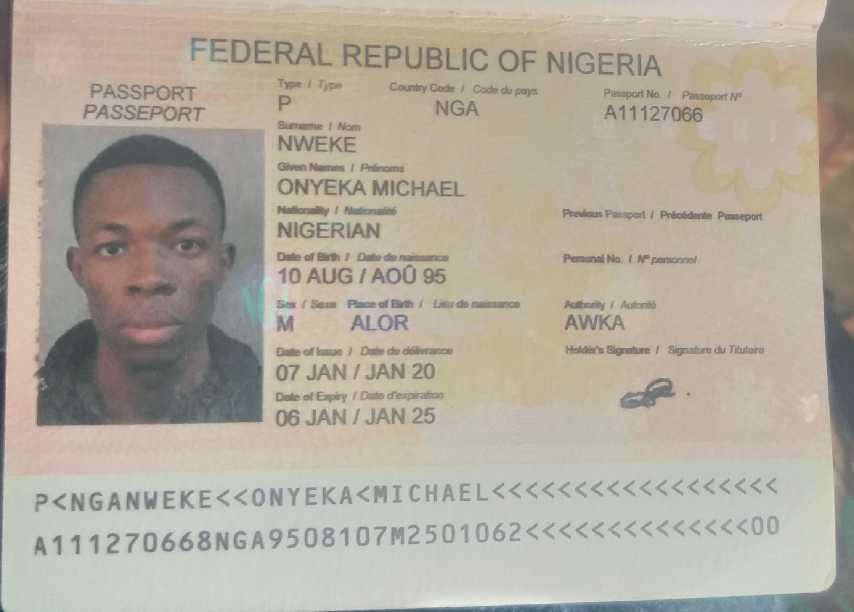 FEDERAL REPUBLIC OF NIGERIA
PASSPORT
PASSEPORT
Type / Type
Country Code / Code du pays
Passport No. / Passeport Nº
P
NGA
A11127066
Surname / Nom
NWEKE
Given Names / Prénoms
ONYEKA MICHAEL
Nationality / Nationalité
Previous Passport / Précédente Passeport
NIGERIAN
Date of Birth / Date de naissance
Personal No. / Nº personnel
10 AUG / AOÛ 95
Sex / Sexe
Place of Birth / Lieu de naissance
Authority / Autorité
M
ALOR
AWKA
Date of Issue / Date de délivrance
Holder's Signature / Signature du Titulaire
07 JAN / JAN 20
Date of Expiry / Date d'expiration
06 JAN / JAN 25
P<NGANWEKE<<ONYEKA<MICHAEL<<<<<<<<<<<<<<<<<<
A111270668NGA9508107M2501062<<<<<<<<<<<<<<00